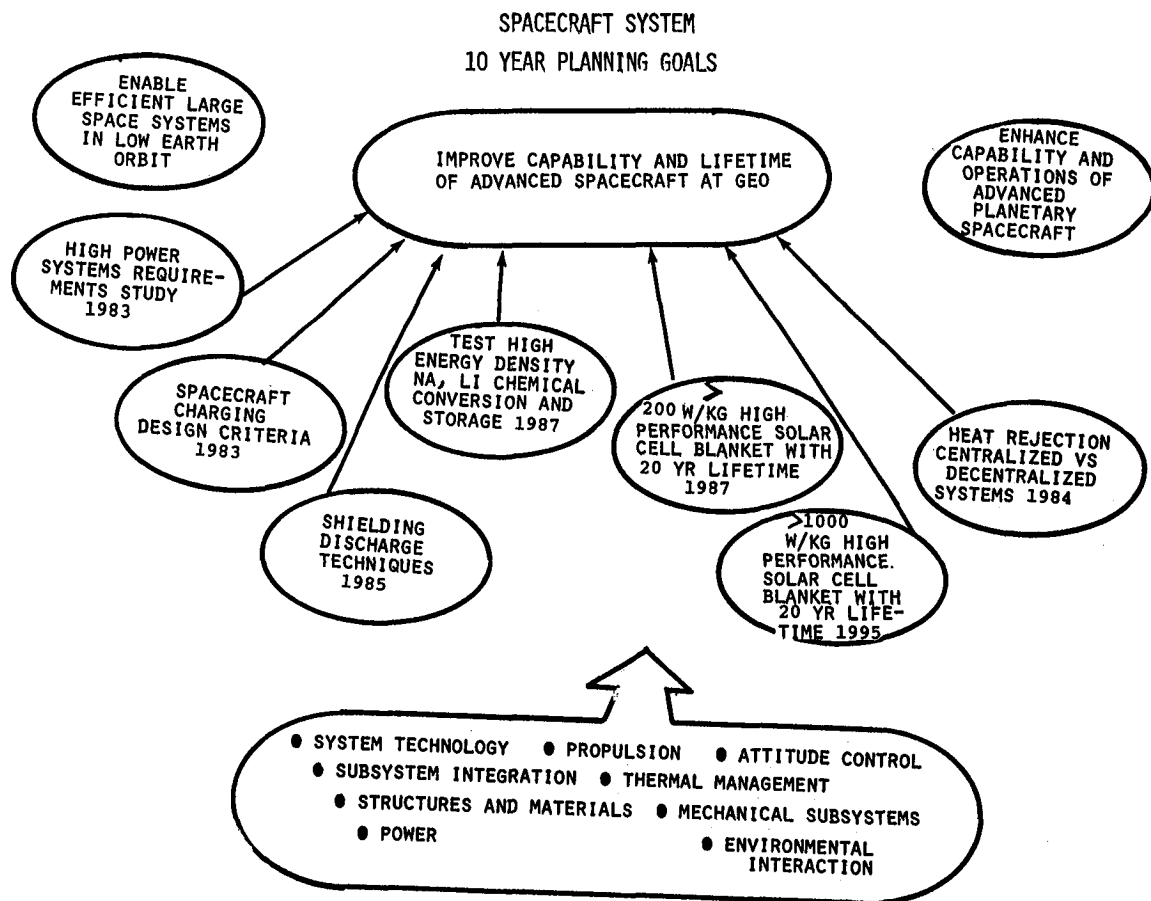 SPACECRAFT SYSTEM
10 YEAR PLANNING GOALS
ENABLE
EFFICIENT LARGE
SPACE SYSTEMS
IN LOW EARTH
ORBIT
IMPROVE CAPABILITY AND LIFETIME
OF ADVANCED SPACECRAFT AT GEO
ENHANCE
CAPABILITY AND
OPERATIONS OF
ADVANCED
PLANETARY
SPACECRAFT
HIGH POWER
SYSTEMS REQUIRE-
MENTS STUDY
1983
SPACECRAFT
CHARGING
DESIGN CRITERIA
1983
SHIELDING
DISCHARGE
TECHNIQUES
1985
TEST HIGH
ENERGY DENSITY
NA, LI CHEMICAL
CONVERSION AND
STORAGE 1987
>
200 W/KG HIGH
PERFORMANCE SOLAR
CELL BLANKET WITH
20 YR LIFETIME
1987
>1000
W/KG HIGH
PERFORMANCE.
SOLAR CELL
BLANKET WITH
20 YR LIFE-
TIME 1995
HEAT REJECTION
CENTRALIZED VS
DECENTRALIZED
SYSTEMS 1984
● SYSTEM TECHNOLOGY ● PROPULSION ● ATTITUDE CONTROL
● SUBSYSTEM INTEGRATION ● THERMAL MANAGEMENT
● STRUCTURES AND MATERIALS ● MECHANICAL SUBSYSTEMS
● POWER ● ENVIRONMENTAL
INTERACTION